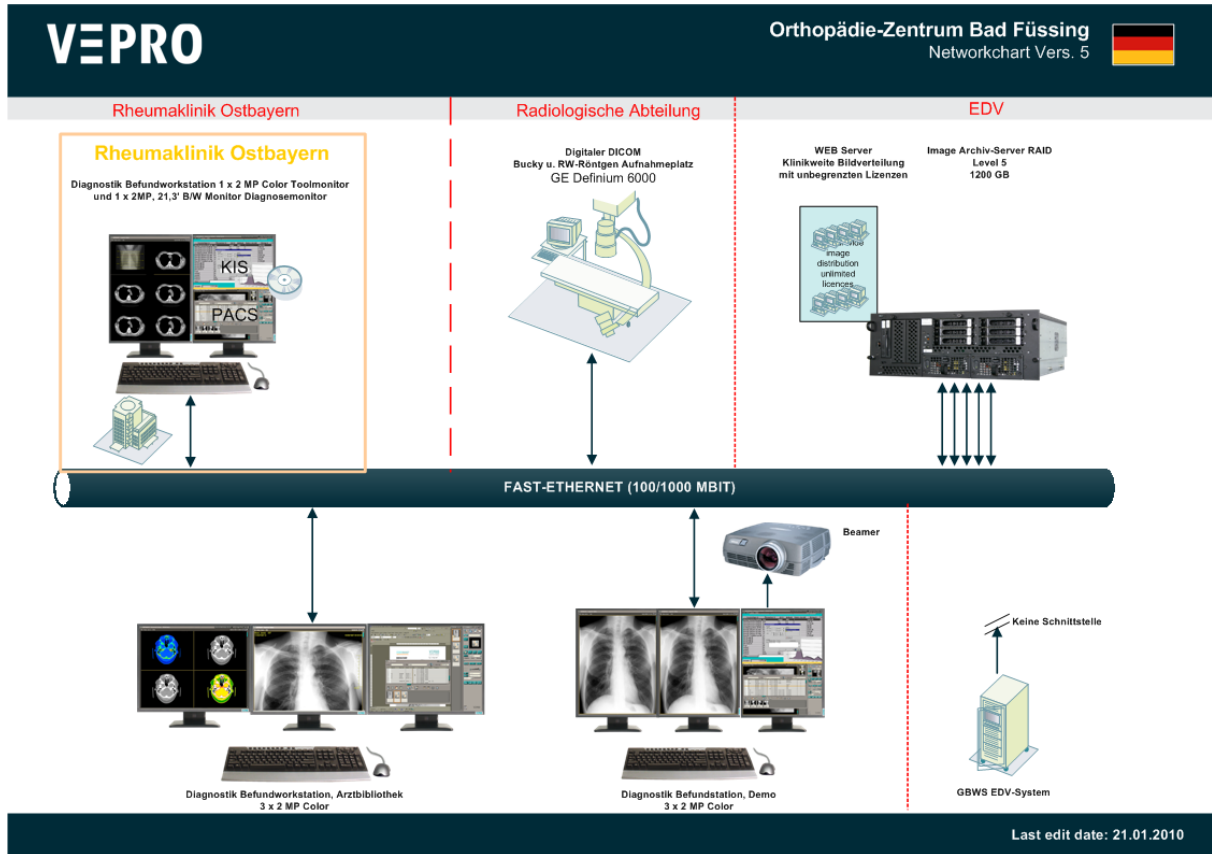 VEPRO
Orthopädie-Zentrum Bad Füssing
Networkchart Vers. 5
Rheumaklinik Ostbayern
Radiologische Abteilung
EDV
Rheumaklinik Ostbayern
Diagnostik Befundworkstation 1 x 2 MP Color Toolmonitor
und 1 x 2MP, 21,3' B/W Monitor Diagnosemonitor
KIS
PACS
Digitaler DICOM
Bucky u. RW-Röntgen Aufnahmeplatz
GE Definium 6000
WEB Server
Klinikweite Bildverteilung
mit unbegrenzten Lizenzen
Image Archiv-Server RAID
Level 5
1200 GB
image
distribution
unlimited
licences
FAST-ETHERNET (100/1000 MBIT)
Beamer
Keine Schnittstelle
Diagnostik Befundworkstation, Arztbibliothek
3 x 2 MP Color
Diagnostik Befundstation, Demo
3 x 2 MP Color
GBWS EDV-System
Last edit date: 21.01.2010